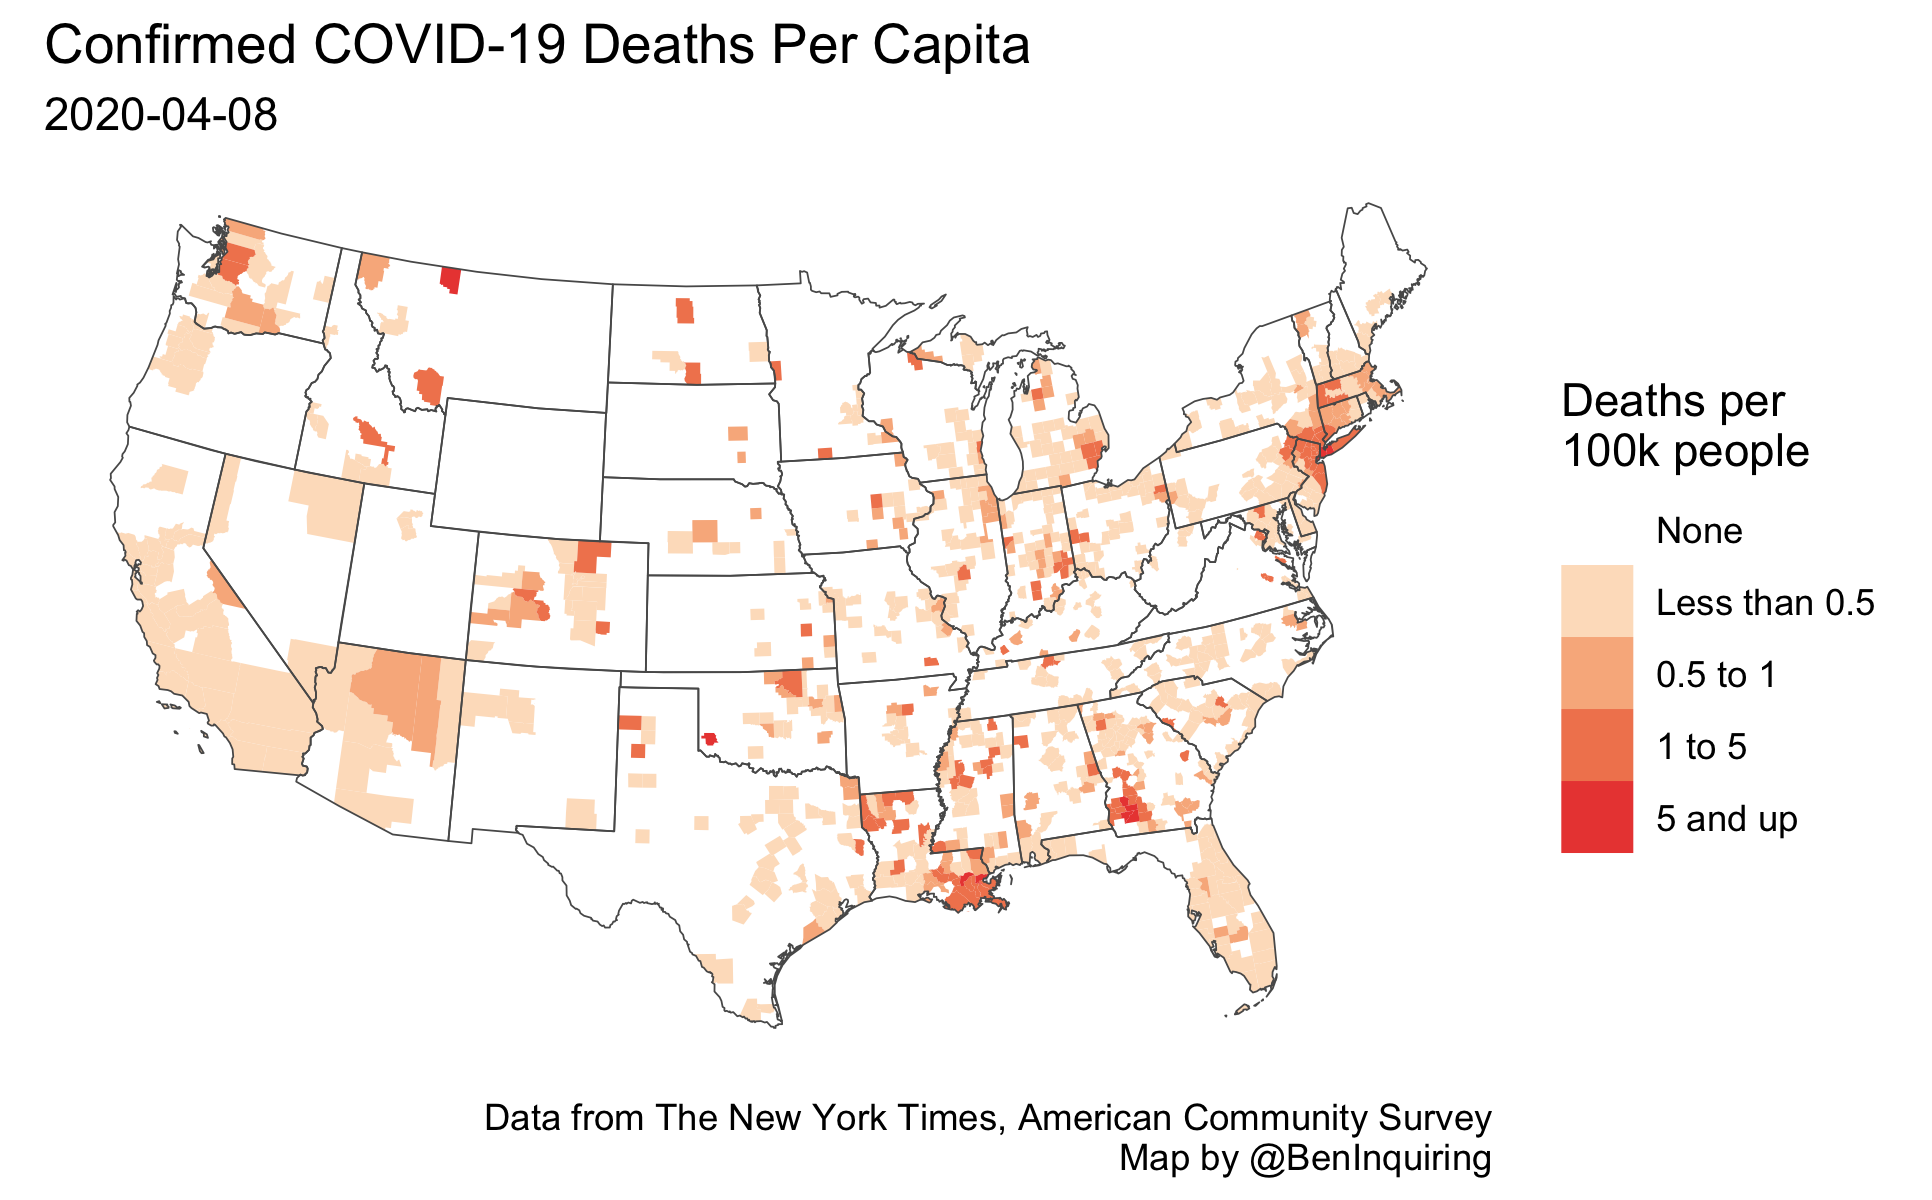 Confirmed COVID-19 Deaths Per Capita
2020-04-08
Deaths per
100k people
None
Less than 0.5
0.5 to 1
1 to 5
5 and up
Data from The New York Times, American Community Survey
Map by @BenInquiring